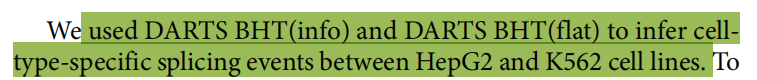 We used DARTS BHT(info) and DARTS BHT(flat) to infer cell-
type-specific splicing events between HepG2 and K562 cell lines. To